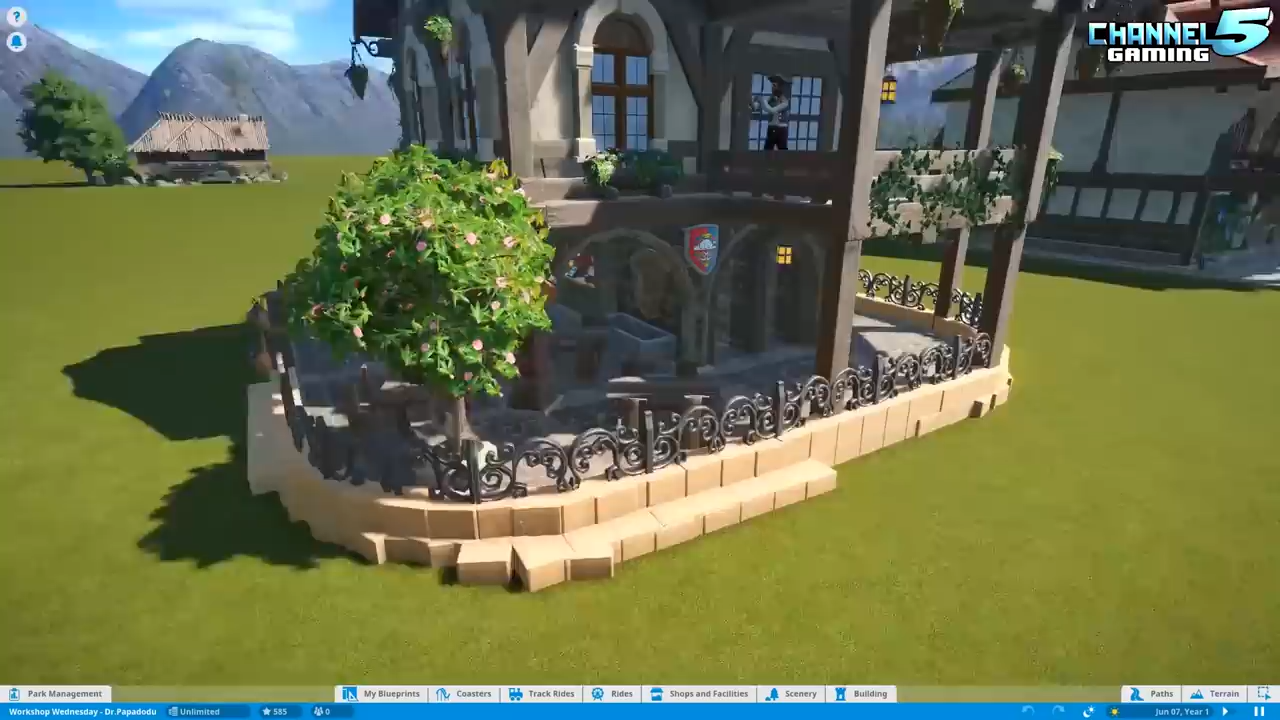 ?
CHANNEL 5
GAMING
Park Management
My Blueprints
Coasters
Track Rides
Rides
Shops and Facilities
Scenery
Building
Paths
Terrain
Workshop Wednesday - Dr.Papadodu
Unlimited
585
0
Jun 07, Year 1